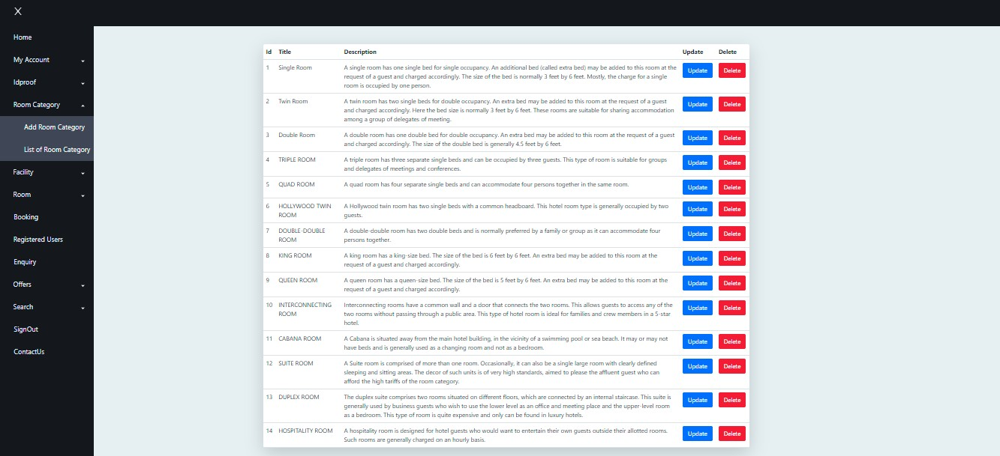 X
Home
My Account
Idproof
Room Category
Add Room Category
List of Room Category
Facility
Room
Booking
Registered Users
Enquiry
Offers
Search
SignOut
ContactUs
Id Title Description Update Delete
1 Single Room A single room has one single bed for single occupancy. An additional bed (called extra bed) may be added to this room at the Update Delete
request of a guest and charged accordingly. The size of the bed is normally 3 feet by 6 feet. Mostly, the charge for a single
room is occupied by one person.
2 Twin Room A twin room has two single beds for double occupancy. An extra bed may be added to this room at the request of a guest Update Delete
and charged accordingly. Here the bed size is normally 3 feet by 6 feet. These rooms are suitable for sharing accommodation
among a group of delegates of meeting.
3 Double Room A double room has one double bed for double occupancy. An extra bed may be added to this room at the request of a guest Update Delete
and charged accordingly. The size of the double bed is generally 4.5 feet by 6 feet.
4 TRIPLE ROOM A triple room has three separate single beds and can be occupied by three guests. This type of room is suitable for groups Update Delete
and delegates of meetings and conferences.
5 QUAD ROOM A quad room has four separate single beds and can accommodate four persons together in the same room. Update Delete
6 HOLLYWOOD TWIN A Hollywood twin room has two single beds with a common headboard. This hotel room type is generally occupied by two Update Delete
ROOM guests.
7 DOUBLE-DOUBLE A double-double room has two double beds and is normally preferred by a family or group as it can accommodate four Update Delete
ROOM persons together.
8 KING ROOM A king room has a king-size bed. The size of the bed is 6 feet by 6 feet. An extra bed may be added to this room at the Update Delete
request of a guest and charged accordingly.
9 QUEEN ROOM A queen room has a queen-size bed. The size of the bed is 5 feet by 6 feet. An extra bed may be added to this room at the Update Delete
request of a guest and charged accordingly.
10 INTERCONNECTING Interconnecting rooms have a common wall and a door that connects the two rooms. This allows guests to access any of the Update Delete
ROOM two rooms without passing through a public area. This type of hotel room is ideal for families and crew members in a 5-star
hotel.
11 CABANA ROOM A Cabana is situated away from the main hotel building, in the vicinity of a swimming pool or sea beach. It may or may not Update Delete
have beds and is generally used as a changing room and not as a bedroom.
12 SUITE ROOM A Suite room is comprised of more than one room. Occasionally, it can also be a single large room with clearly defined Update Delete
sleeping and sitting areas. The decor of such units is of very high standards, aimed to please the affluent guest who can
afford the high tariffs of the room category.
13 DUPLEX ROOM The duplex suite comprises two rooms situated on different floors, which are connected by an internal staircase. This suite is Update Delete
generally used by business guests who wish to use the lower level as an office and meeting place and the upper-level room
as a bedroom. This type of room is quite expensive and only can be found in luxury hotels.
14 HOSPITALITY ROOM A hospitality room is designed for hotel guests who would want to entertain their own guests outside their allotted rooms. Update Delete
Such rooms are generally charged on an hourly basis.